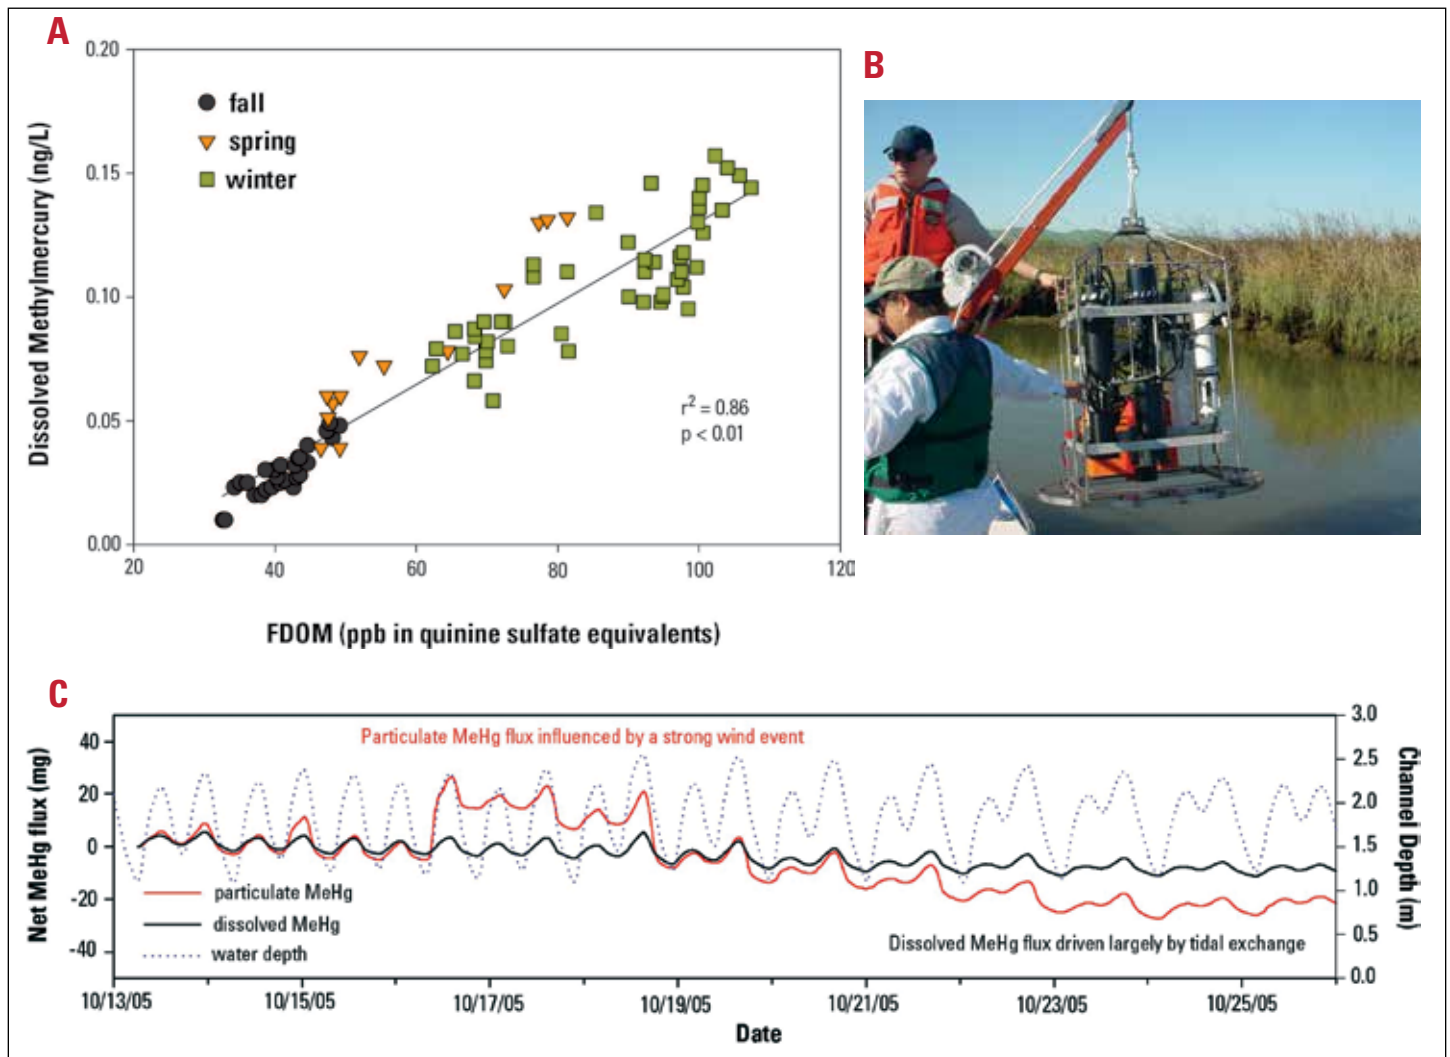 A
0.20
0.15
0.10
0.05
0.00
Dissolved Methylmercury (ng/L)
fall
spring
winter
r² = 0.86
p < 0.01
20 40 60 80 100 120
FDOM (ppb in quinine sulfate equivalents)
B
C
Particulate MeHg flux influenced by a strong wind event
Net MeHg flux (mg)
40
20
0
-20
-40
particulate MeHg
dissolved MeHg
water depth
Dissolved MeHg flux driven largely by tidal exchange
3.0
2.5
2.0
1.5
1.0
0.5
0.0
Channel Depth (m)
10/13/05 10/15/05 10/17/05 10/19/05 10/21/05 10/23/05 10/25/05
Date